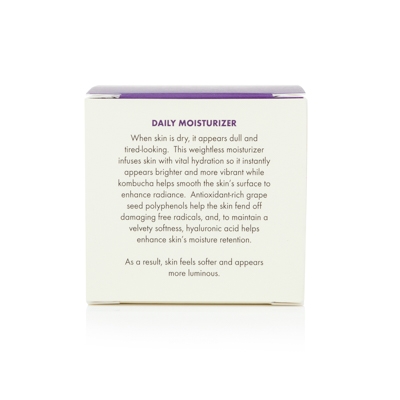 DAILY MOISTURIZER
When skin is dry, it appears dull and
tired-looking. This weightless moisturizer
infuses skin with vital hydration so it instantly
appears brighter and more vibrant while
kombucha helps smooth the skin's surface to
enhance radiance. Antioxidant-rich grape
seed polyphenols help the skin fend off
damaging free radicals, and, to maintain a
velvety softness, hyaluronic acid helps
enhance skin's moisture retention.
As a result, skin feels softer and appears
more luminous.